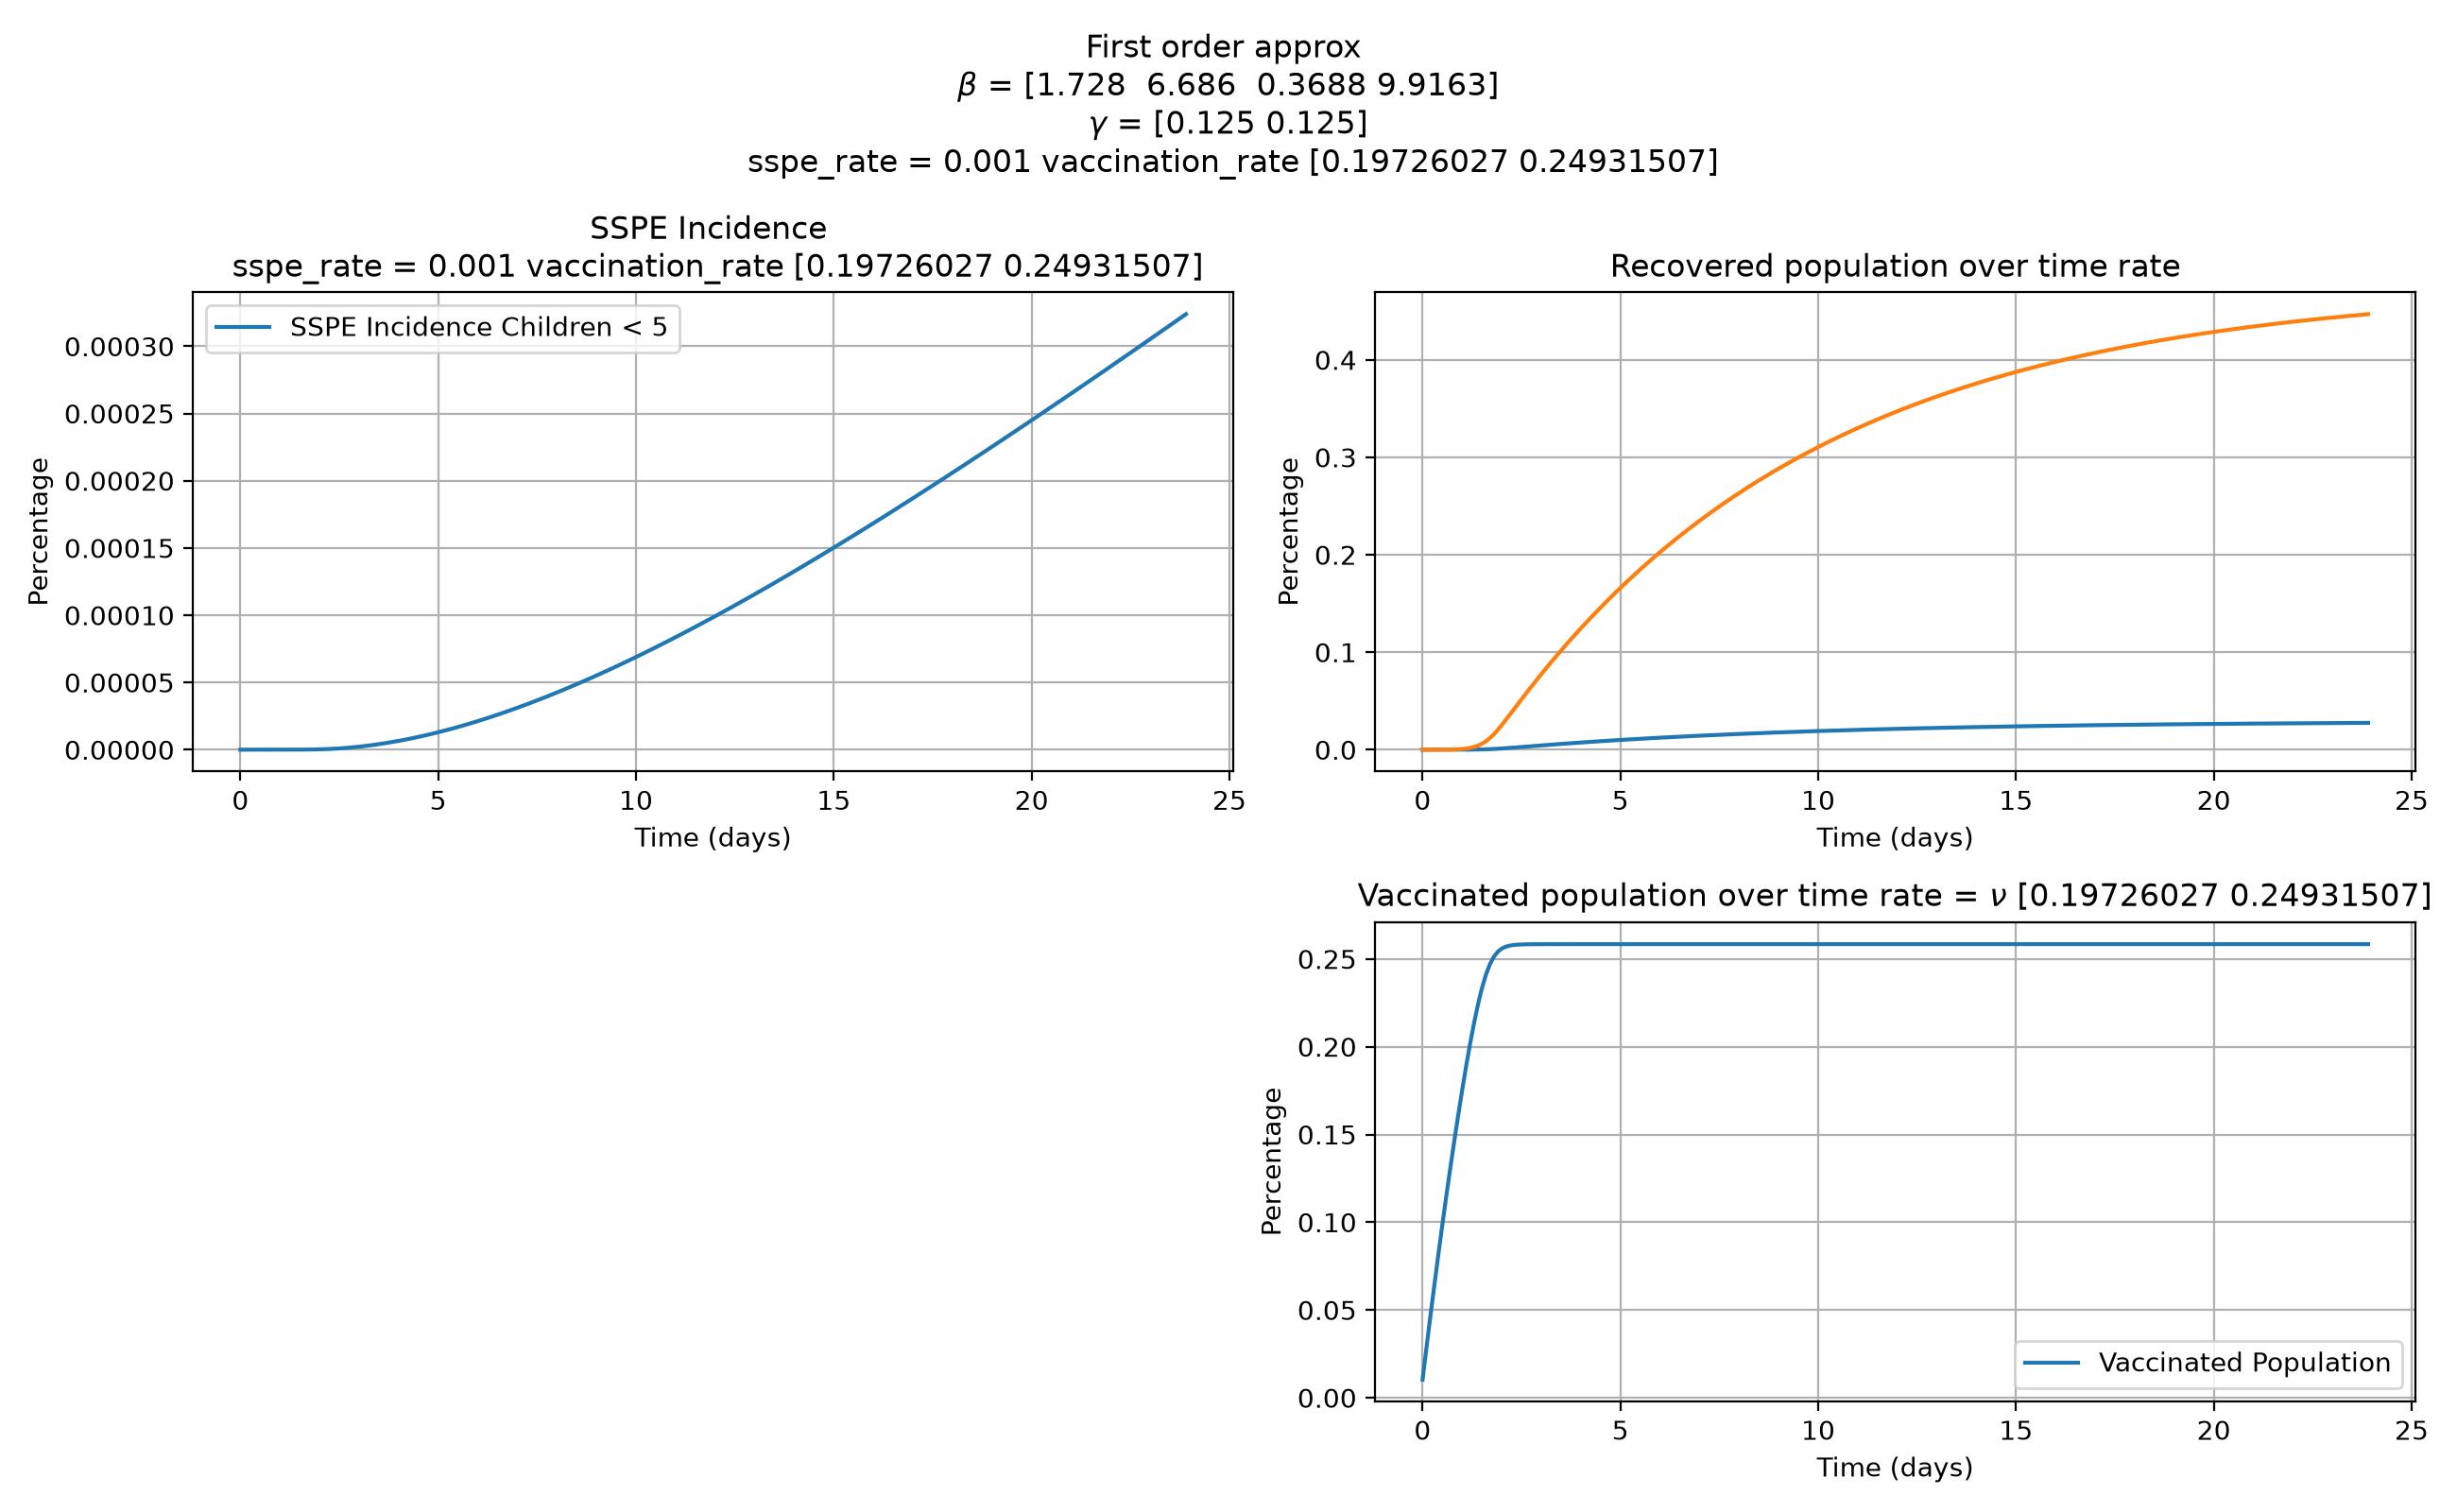 First order approx
β = [1.728  6.686  0.3688 9.9163]
γ = [0.125 0.125]
sspe_rate = 0.001 vaccination_rate [0.19726027 0.24931507]
SSPE Incidence
sspe_rate = 0.001 vaccination_rate [0.19726027 0.24931507]
SSPE Incidence Children < 5
Percentage
0.00030
0.00025
0.00020
0.00015
0.00010
0.00005
0.00000
0 5 10 15 20 25
Time (days)
Recovered population over time rate
Percentage
0.4
0.3
0.2
0.1
0.0
0 5 10 15 20 25
Time (days)
Vaccinated population over time rate = ν [0.19726027 0.24931507]
Percentage
0.25
0.20
0.15
0.10
0.05
0.00
Vaccinated Population
0 5 10 15 20 25
Time (days)